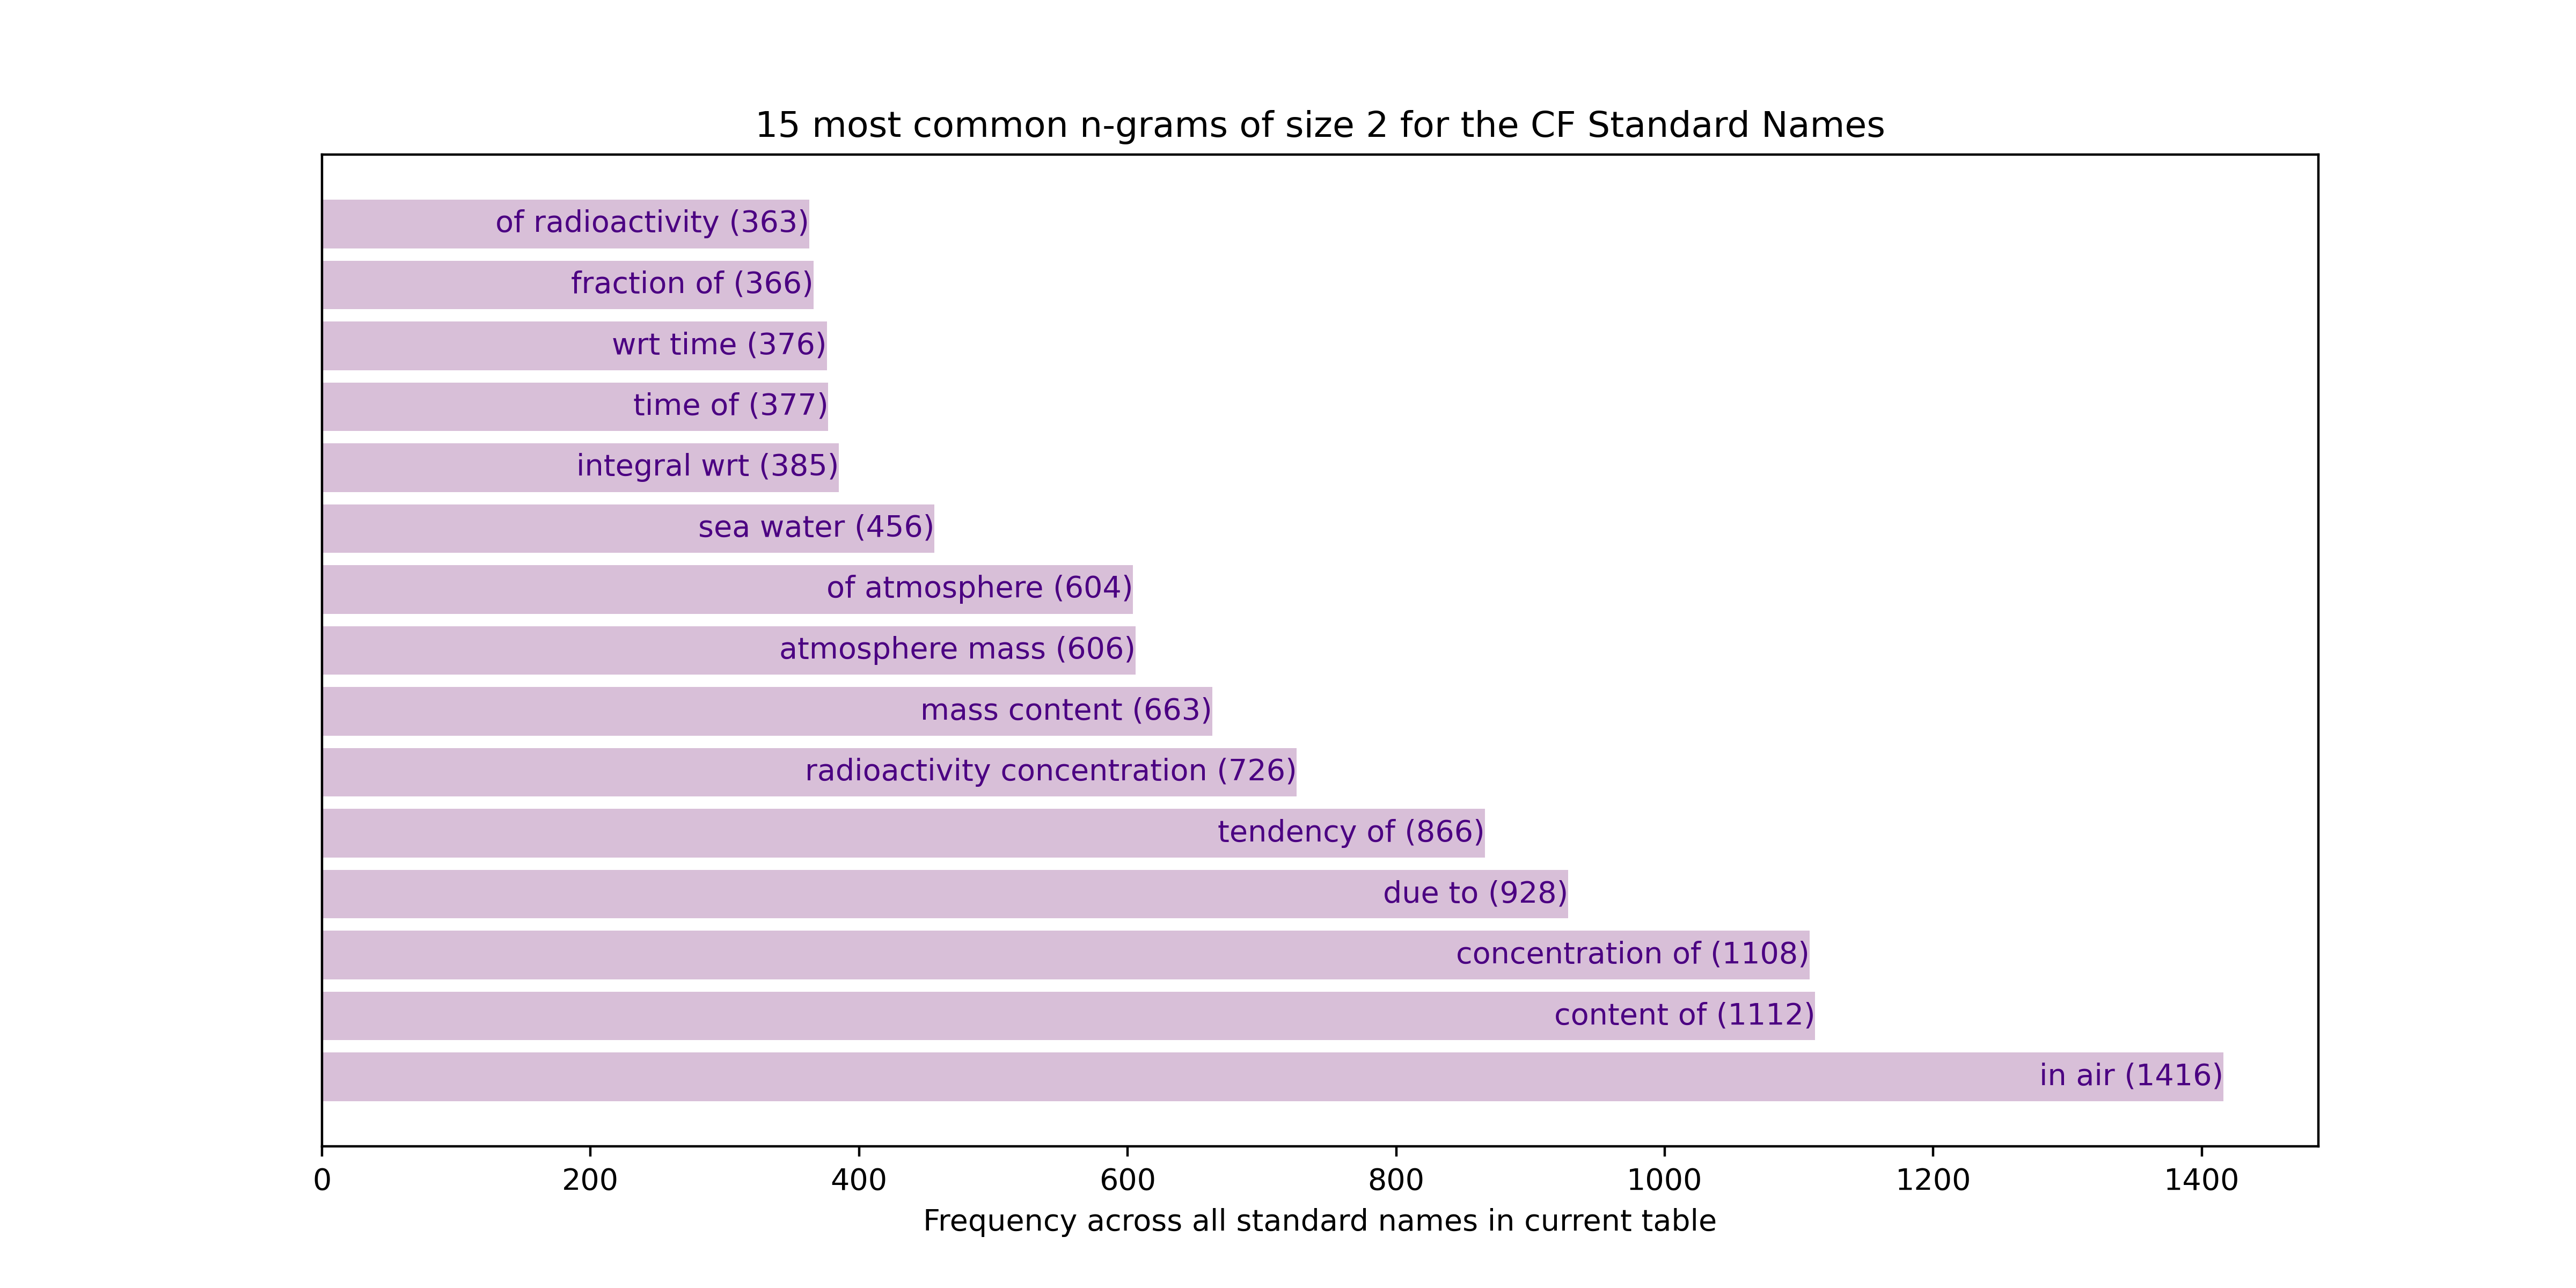 15 most common n-grams of size 2 for the CF Standard Names
of radioactivity (363)
fraction of (366)
wrt time (376)
time of (377)
integral wrt (385)
sea water (456)
of atmosphere (604)
atmosphere mass (606)
mass content (663)
radioactivity concentration (726)
tendency of (866)
due to (928)
concentration of (1108)
content of (1112)
in air (1416)
0 200 400 600 800 1000 1200 1400
Frequency across all standard names in current table